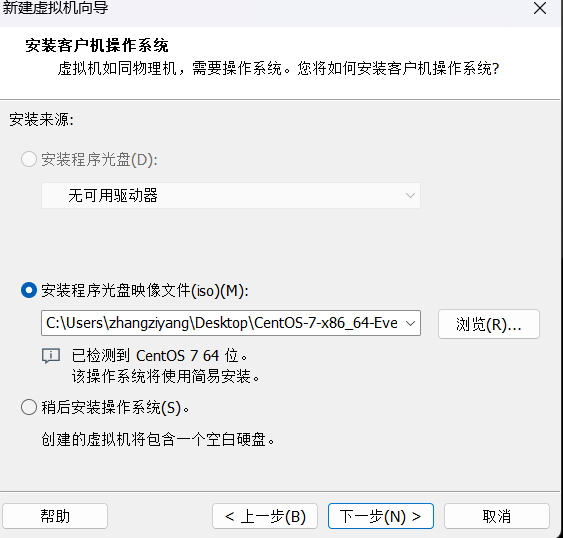 新建虚拟机向导
安装客户机操作系统
虚拟机如同物理机，需要操作系统。您将如何安装客户机操作系统?
安装来源:
安装程序光盘(D):
无可用驱动器
安装程序光盘映像文件(iso)(M):
C:\Users\zhangziyang\Desktop\CentOS-7-x86_64-Eve
浏览(R)...
已检测到 CentOS 7 64 位。
该操作系统将使用简易安装。
稍后安装操作系统(S)。
创建的虚拟机将包含一个空白硬盘。
帮助
< 上一步(B)
下一步(N) >
取消